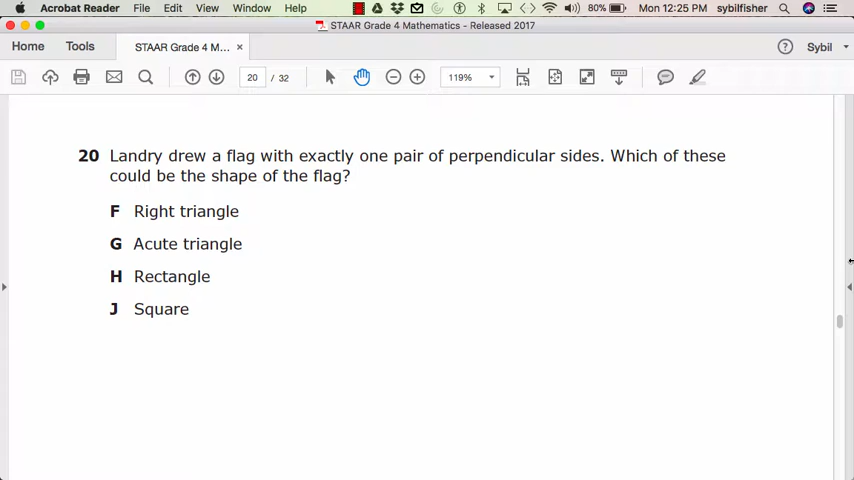 Acrobat Reader File Edit View Window Help 80% Mon 12:25 PM sybilfisher
STAAR Grade 4 Mathematics - Released 2017
Home Tools STAAR Grade 4 M... × ? Sybil
20 / 32 119%
20 Landry drew a flag with exactly one pair of perpendicular sides. Which of these
could be the shape of the flag?
F Right triangle
G Acute triangle
H Rectangle
J Square